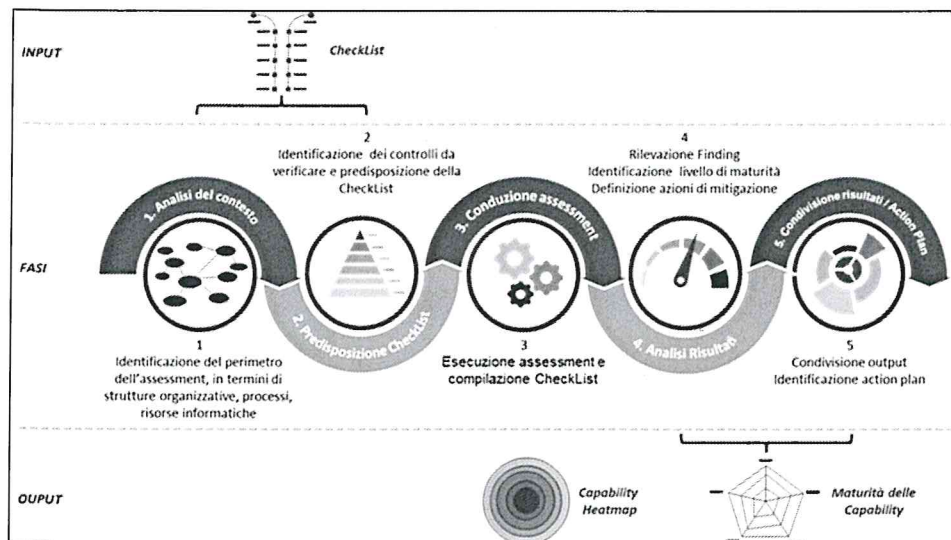 INPUT
CheckList
2
Identificazione dei controlli da
verificare e predisposizione della
CheckList
4
Rilevazione Finding
Identificazione livello di maturità
Definizione azioni di mitigazione
1. Analisi del contesto
3. Conduzione assessment
5. Condivisione risultati / Action Plan
FASI
2. Predisposizione CheckList
4. Analisi Risultati
1
Identificazione del perimetro
dell'assessment, in termini di
strutture organizzative, processi,
risorse informatiche
3
Esecuzione assessment e
compilazione CheckList
5
Condivisione output
Identificazione action plan
OUPUT
Capability
Heatmap
Maturità delle
Capability